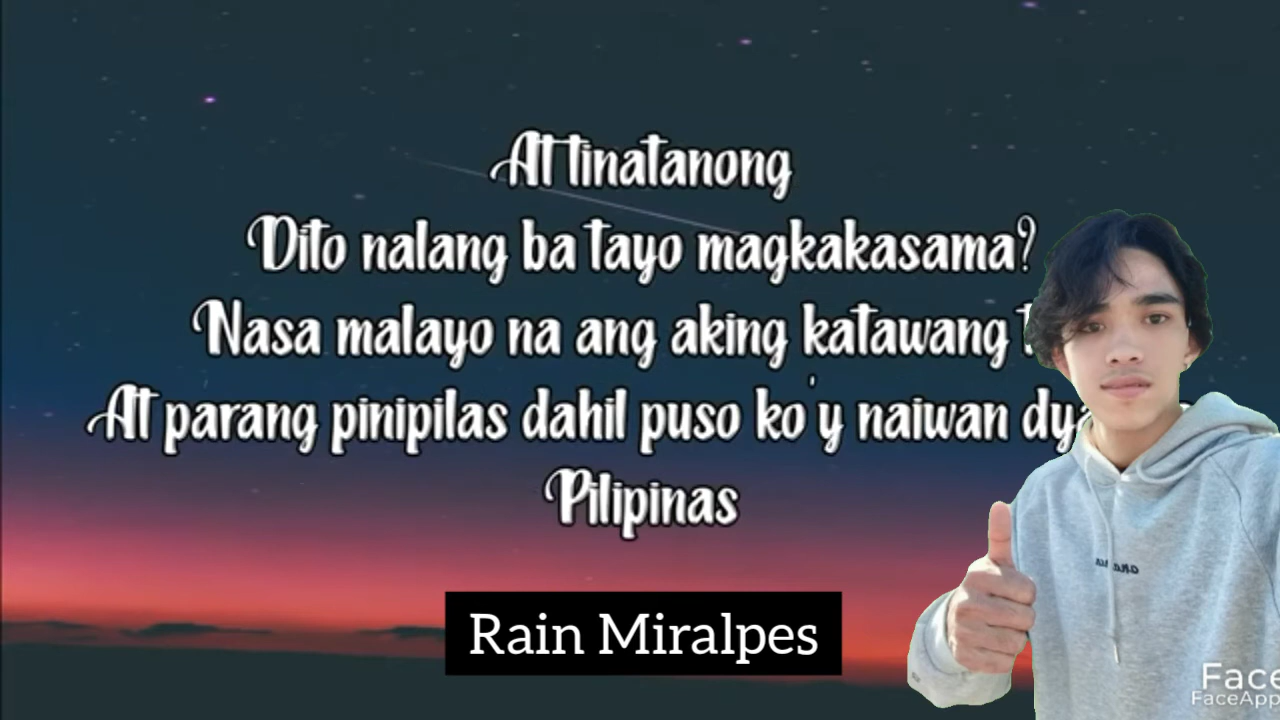 At tinatanong
Dito nalang ba tayo magkakasama?
Nasa malayo na ang aking katawang
At parang pinipilas dahil puso ko'y naiwan
Pilipinas
Rain Miralpes
Face
FaceApp